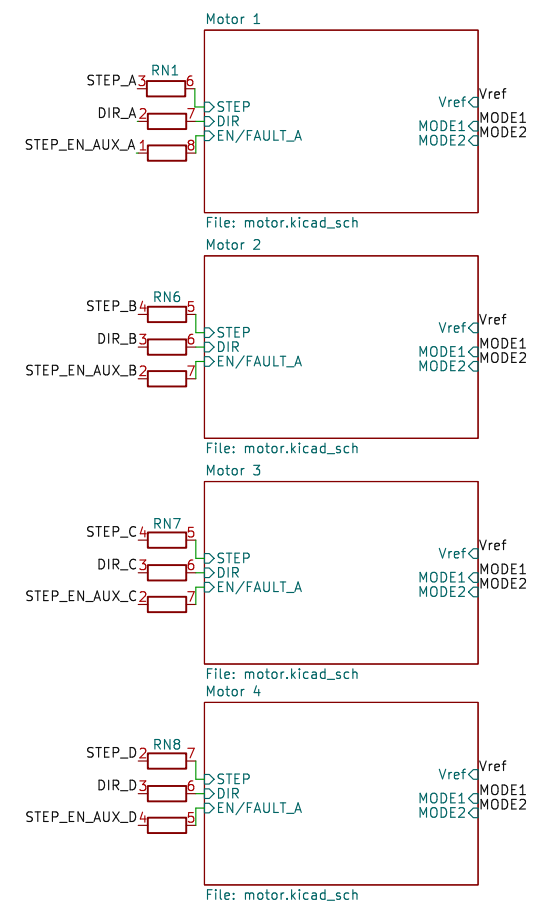 Motor 1
RN1
STEP_A 3 6 STEP Vref Vref
DIR_A 2 7 DIR MODE1 MODE1
STEP_EN_AUX_A 1 8 EN/FAULT_A MODE2 MODE2
File: motor.kicad_sch
Motor 2
RN6
STEP_B 4 5 STEP Vref Vref
DIR_B 3 6 DIR MODE1 MODE1
STEP_EN_AUX_B 2 7 EN/FAULT_A MODE2 MODE2
File: motor.kicad_sch
Motor 3
RN7
STEP_C 4 5 STEP Vref Vref
DIR_C 3 6 DIR MODE1 MODE1
STEP_EN_AUX_C 2 7 EN/FAULT_A MODE2 MODE2
File: motor.kicad_sch
Motor 4
RN8
STEP_D 2 7 STEP Vref Vref
DIR_D 3 6 DIR MODE1 MODE1
STEP_EN_AUX_D 4 5 EN/FAULT_A MODE2 MODE2
File: motor.kicad_sch